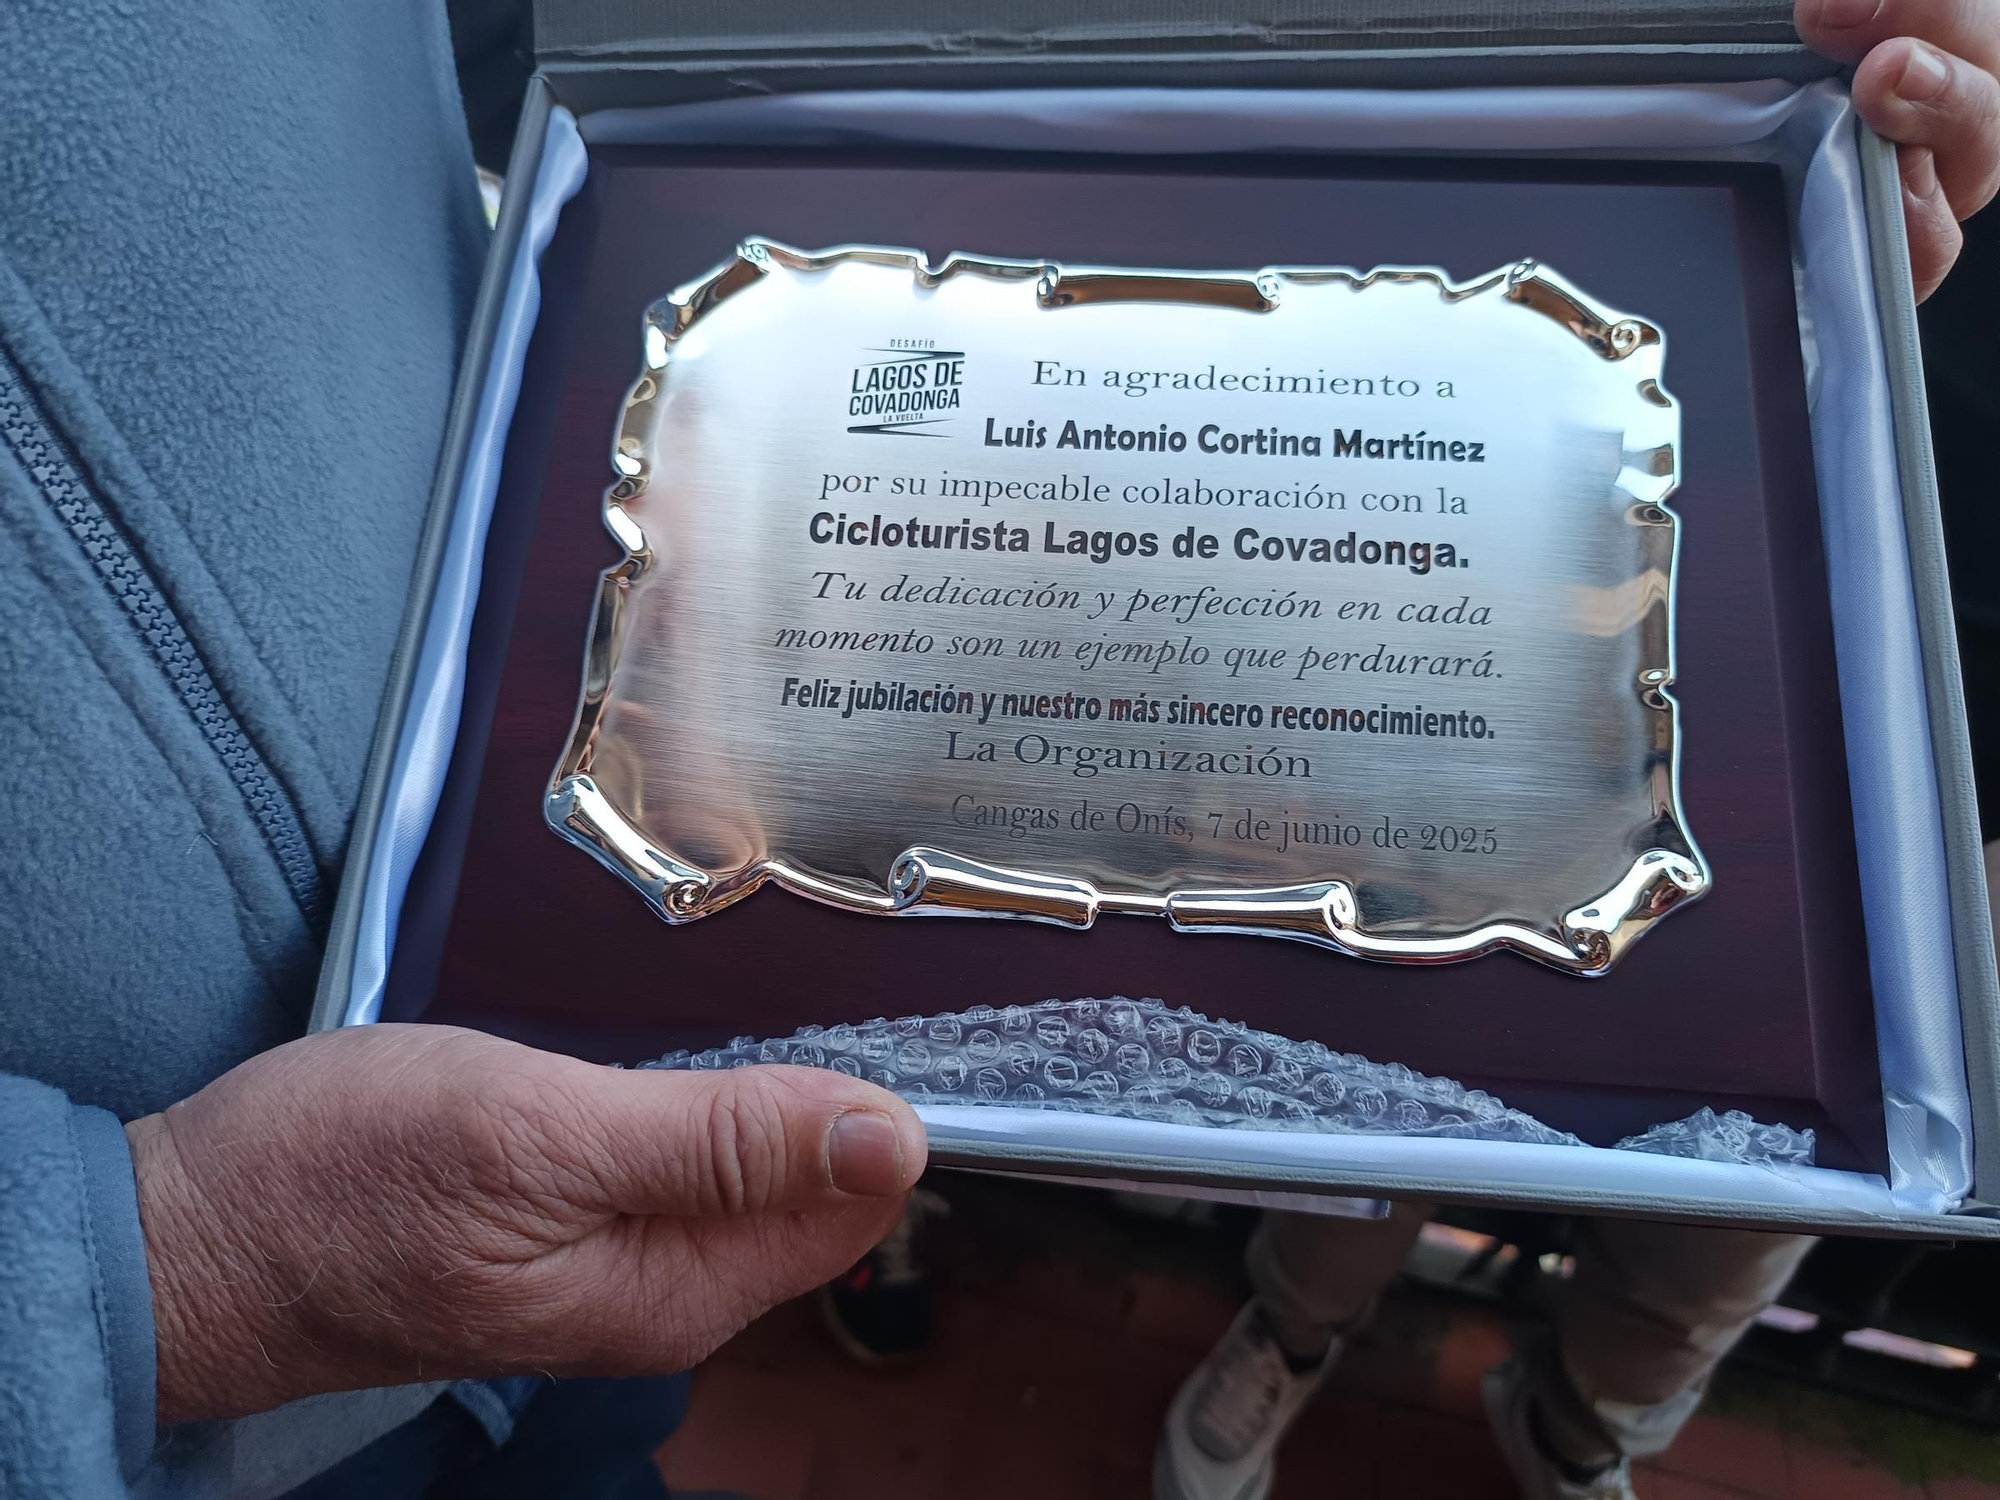 DESAFÍO
LAGOS DE
COVADONGA
LA VUELTA
En agradecimiento a
Luis Antonio Cortina Martínez
por su impecable colaboración con la
Cicloturista Lagos de Covadonga.
Tu dedicación y perfección en cada
momento son un ejemplo que perdurará.
Feliz jubilación y nuestro más sincero reconocimiento.
La Organización
Cangas de Onís, 7 de junio de 2025